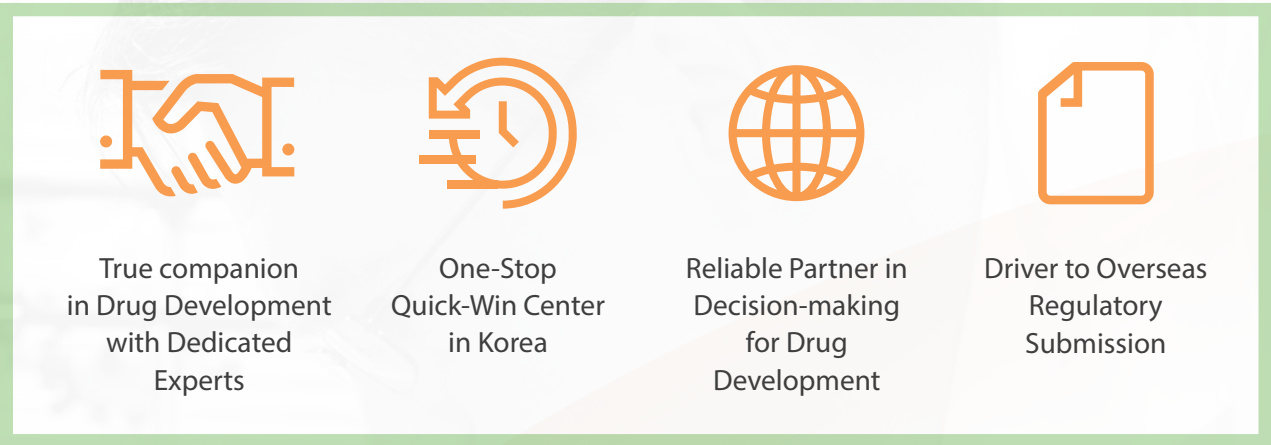 True companion
in Drug Development
with Dedicated
Experts
One-Stop
Quick-Win Center
in Korea
Reliable Partner in
Decision-making
for Drug
Development
Driver to Overseas
Regulatory
Submission